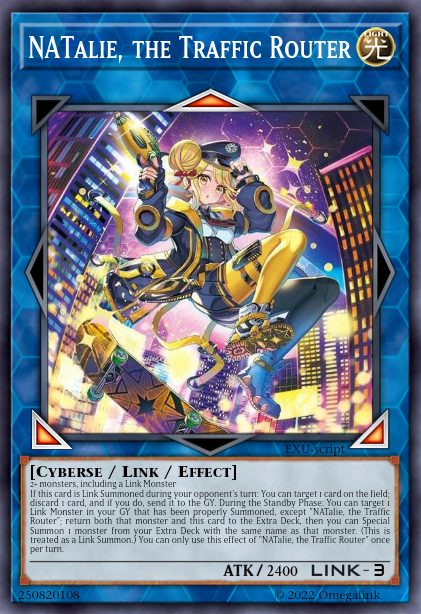 NATALIE, THE TRAFFIC ROUTER
LIGHT
光
EXU-script
[CYBERSE / LINK / EFFECT]
2+ monsters, including a Link Monster
If this card is Link Summoned during your opponent's turn: You can target 1 card on the field;
discard 1 card, and if you do, send it to the GY. During the Standby Phase: You can target 1
Link Monster in your GY that has been properly Summoned, except "NATalie, the Traffic
Router"; return both that monster and this card to the Extra Deck, then you can Special
Summon 1 monster from your Extra Deck with the same name as that monster. (This is
treated as a Link Summon.) You can only use this effect of "NATalie, the Traffic Router" once
per turn.
ATK / 2400 LINK-3
250820108 © 2022 Omegalink